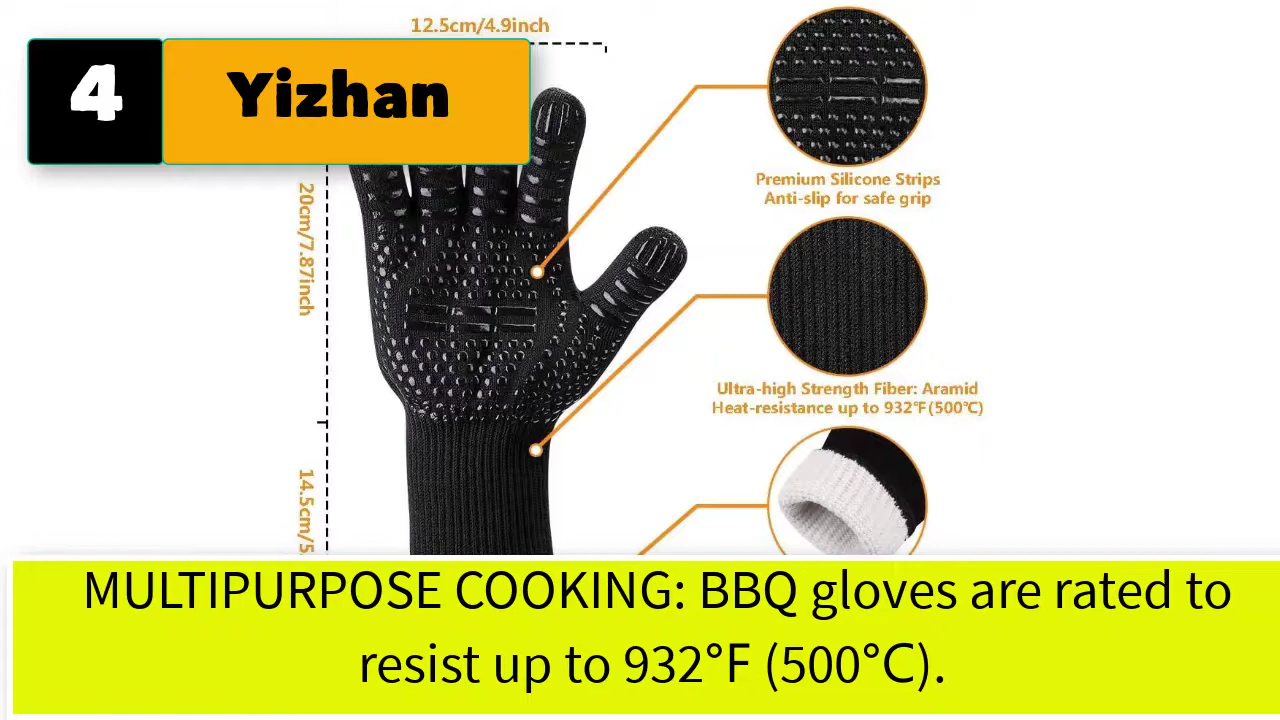 12.5cm/4.9inch
4
Yizhan
Premium Silicone Strips
Anti-slip for safe grip
20cm/7.87inch
Ultra-high Strength Fiber: Aramid
Heat-resistance up to 932°F(500℃)
14.5cm/5
MULTIPURPOSE COOKING: BBQ gloves are rated to
resist up to 932°F (500°C).